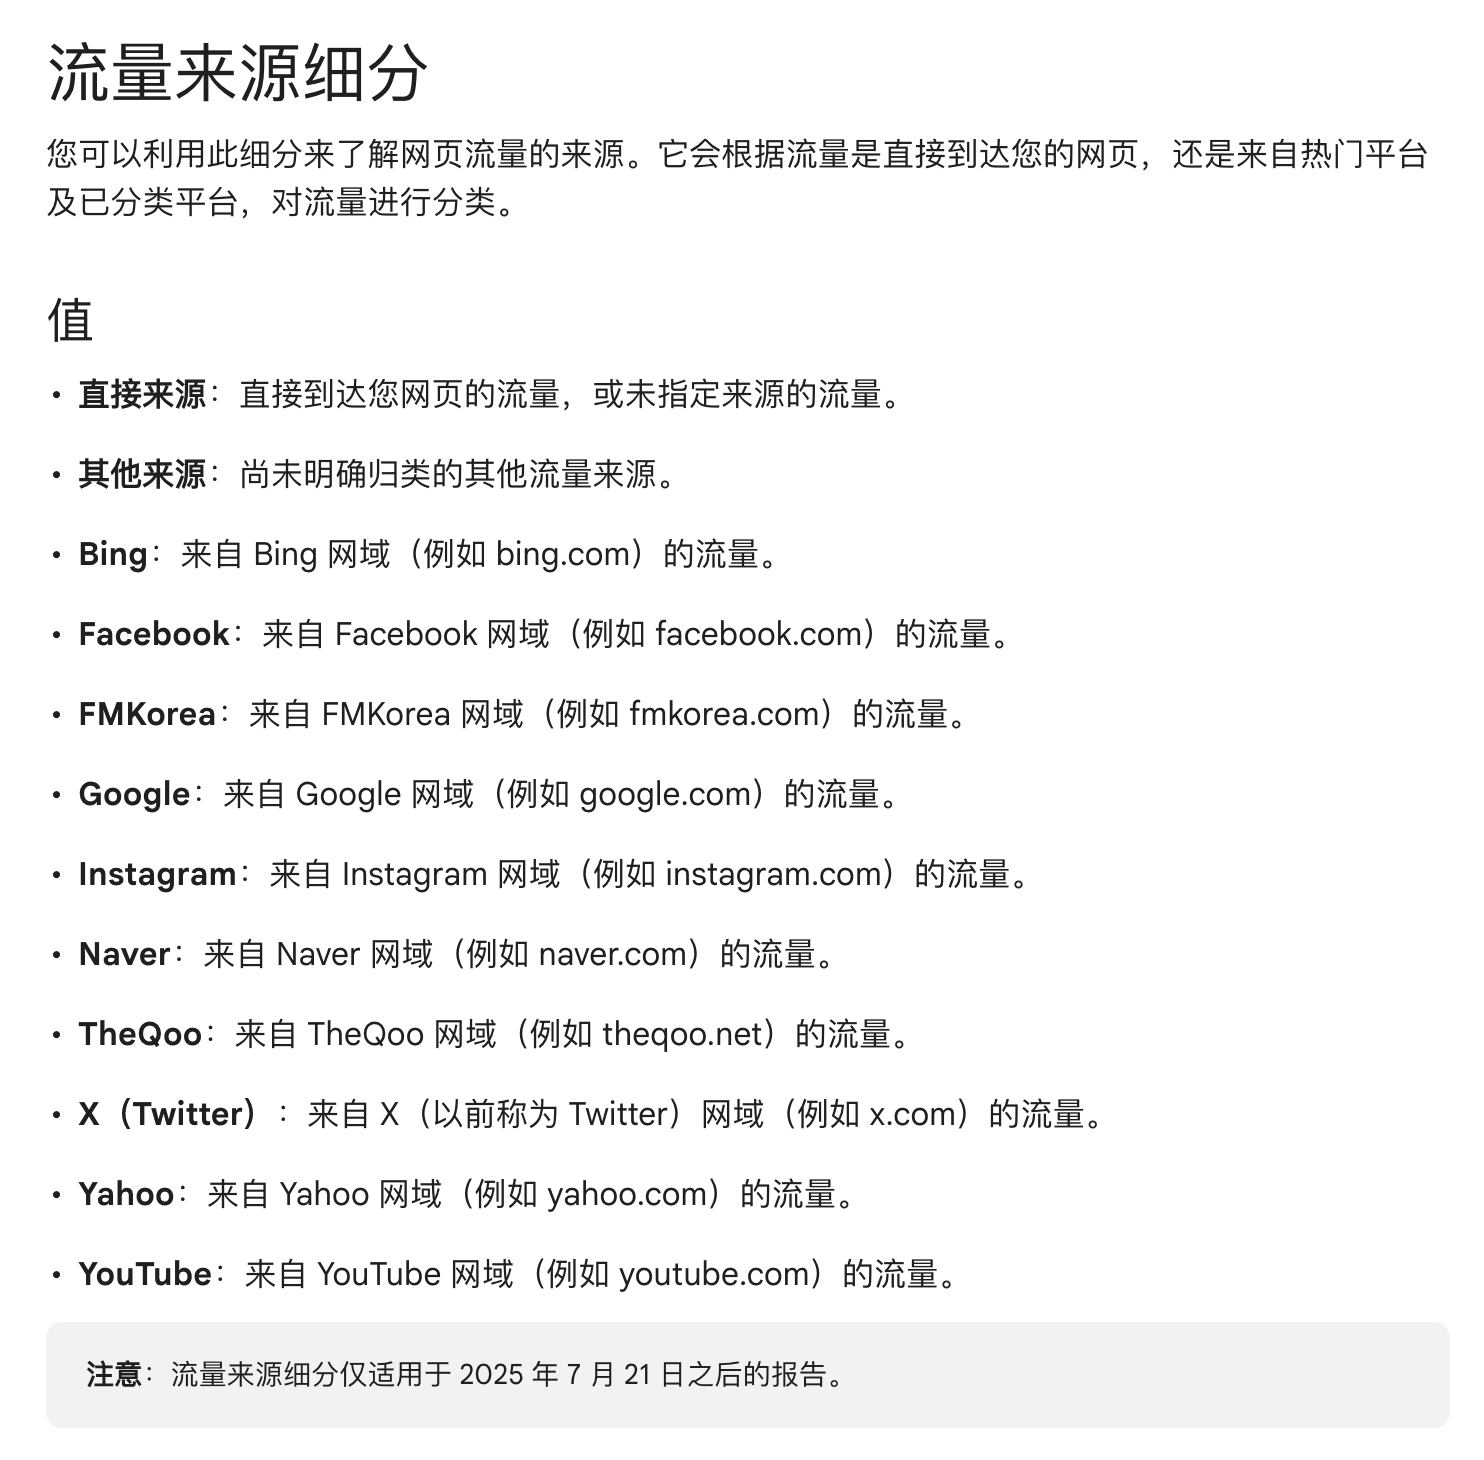 流量来源细分
您可以利用此细分来了解网页流量的来源。它会根据流量是直接到达您的网页，还是来自热门平台
及已分类平台，对流量进行分类。
值
• 直接来源：直接到达您网页的流量，或未指定来源的流量。
• 其他来源：尚未明确归类的其他流量来源。
• Bing：来自 Bing 网域（例如 bing.com）的流量。
• Facebook：来自 Facebook 网域（例如 facebook.com）的流量。
• FMKorea：来自 FMKorea 网域（例如 fmkorea.com）的流量。
• Google：来自 Google 网域（例如 google.com）的流量。
• Instagram：来自 Instagram 网域（例如 instagram.com）的流量。
• Naver：来自 Naver 网域（例如 naver.com）的流量。
• TheQoo：来自 TheQoo 网域（例如 theqoo.net）的流量。
• X（Twitter）：来自 X（以前称为 Twitter）网域（例如 x.com）的流量。
• Yahoo：来自 Yahoo 网域（例如 yahoo.com）的流量。
• YouTube：来自 YouTube 网域（例如 youtube.com）的流量。
注意：流量来源细分仅适用于 2025 年 7 月 21 日之后的报告。